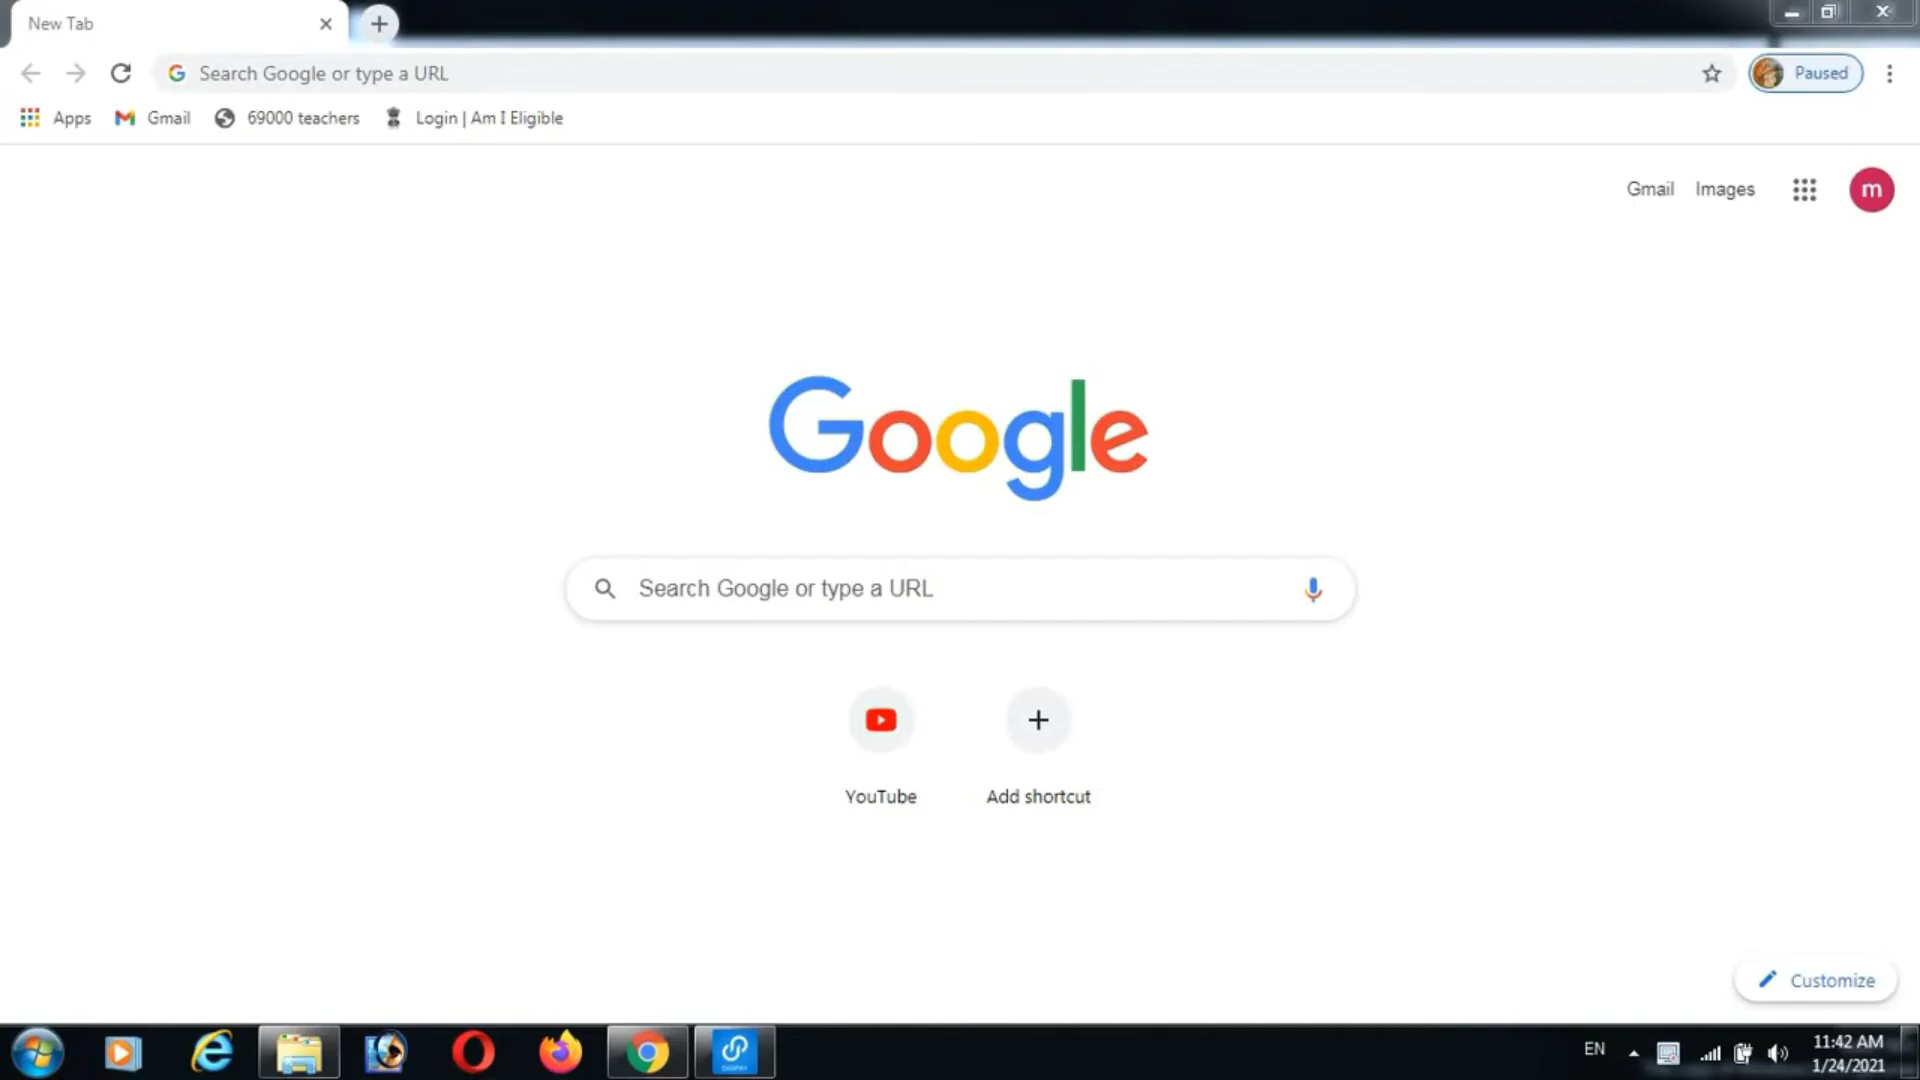 New Tab
Search Google or type a URL
Paused
Apps
Gmail
69000 teachers
Login | Am I Eligible
Gmail
Images
m
Google
Search Google or type a URL
YouTube
Add shortcut
Customize
EN
11:42 AM
1/24/2021